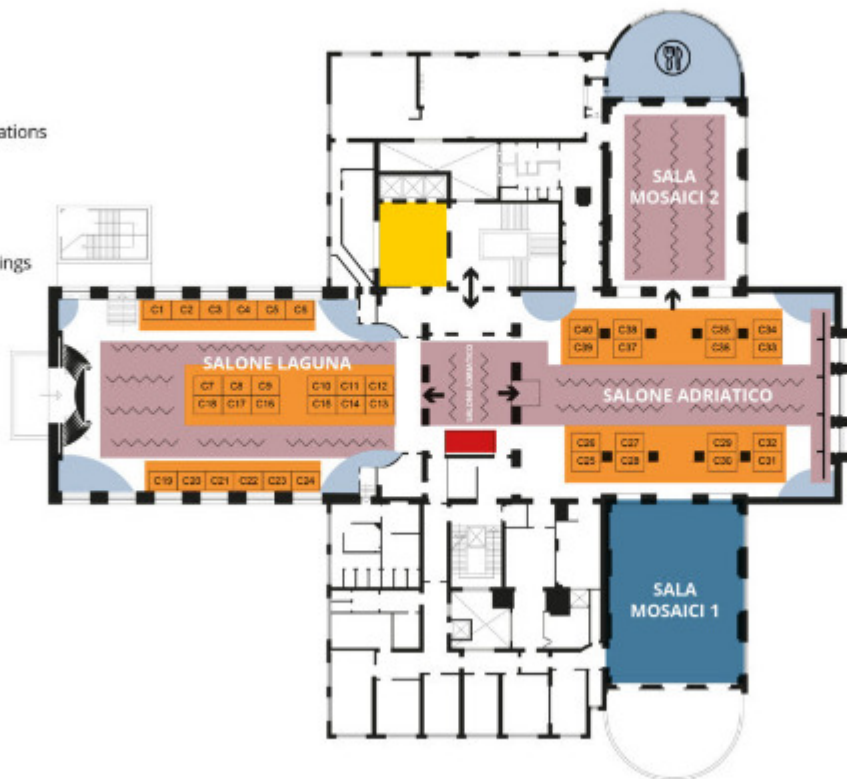 ations
ings
SALA
MOSAICI 2
C1 C2 C3 C4 C5 C6
SALONE LAGUNA
C7 C8 C9 C10 C11 C12
C18 C17 C16 C15 C14 C13
C19 C20 C21 C22 C23 C24
SALONE ADRIATICO
C40 C38 C35 C34
C39 C37 C36 C33
SALONE ADRIATICO
C26 C27 C29 C32
C25 C28 C30 C31
SALA
MOSAICI 1